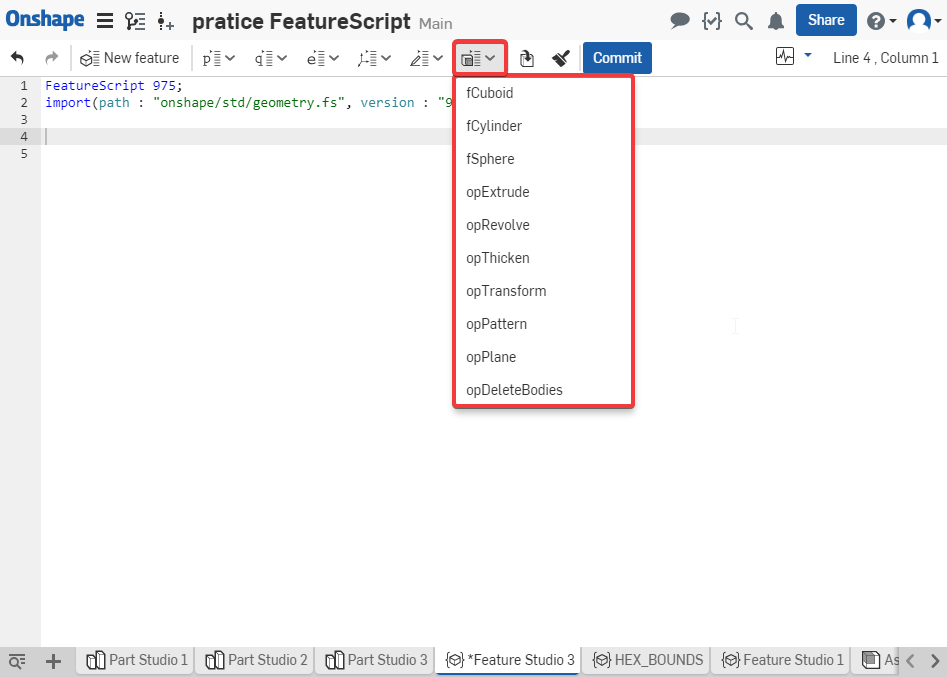 Onshape pratice FeatureScript Main Share
New feature p q e Commit Line 4 , Column 1
1 FeatureScript 975;
2 import(path : "onshape/std/geometry.fs", version : "9
3
4
5
fCuboid
fCylinder
fSphere
opExtrude
opRevolve
opThicken
opTransform
opPattern
opPlane
opDeleteBodies
Part Studio 1 Part Studio 2 Part Studio 3 *Feature Studio 3 HEX_BOUNDS Feature Studio 1 As